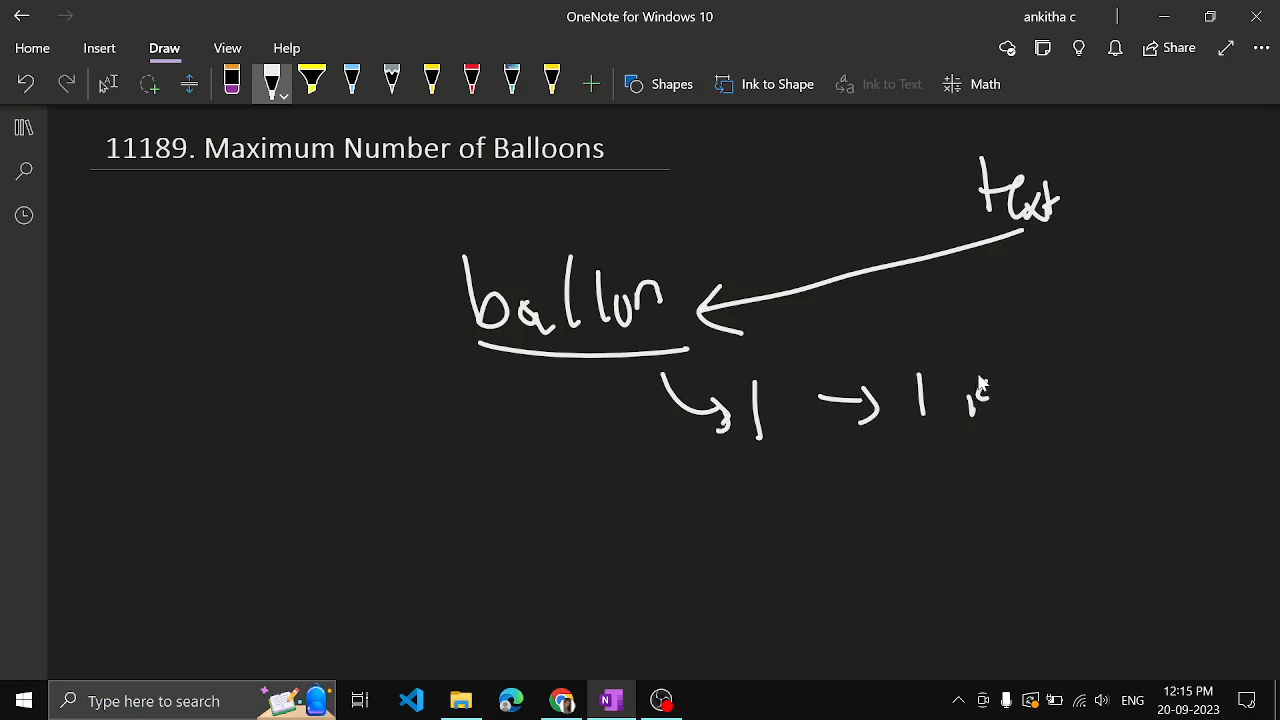 OneNote for Windows 10
ankitha c
Home Insert Draw View Help
Share
Shapes Ink to Shape Ink to Text Math
11189. Maximum Number of Balloons
text
ballon
1 → 1
Type here to search
ENG
12:15 PM
20-09-2023